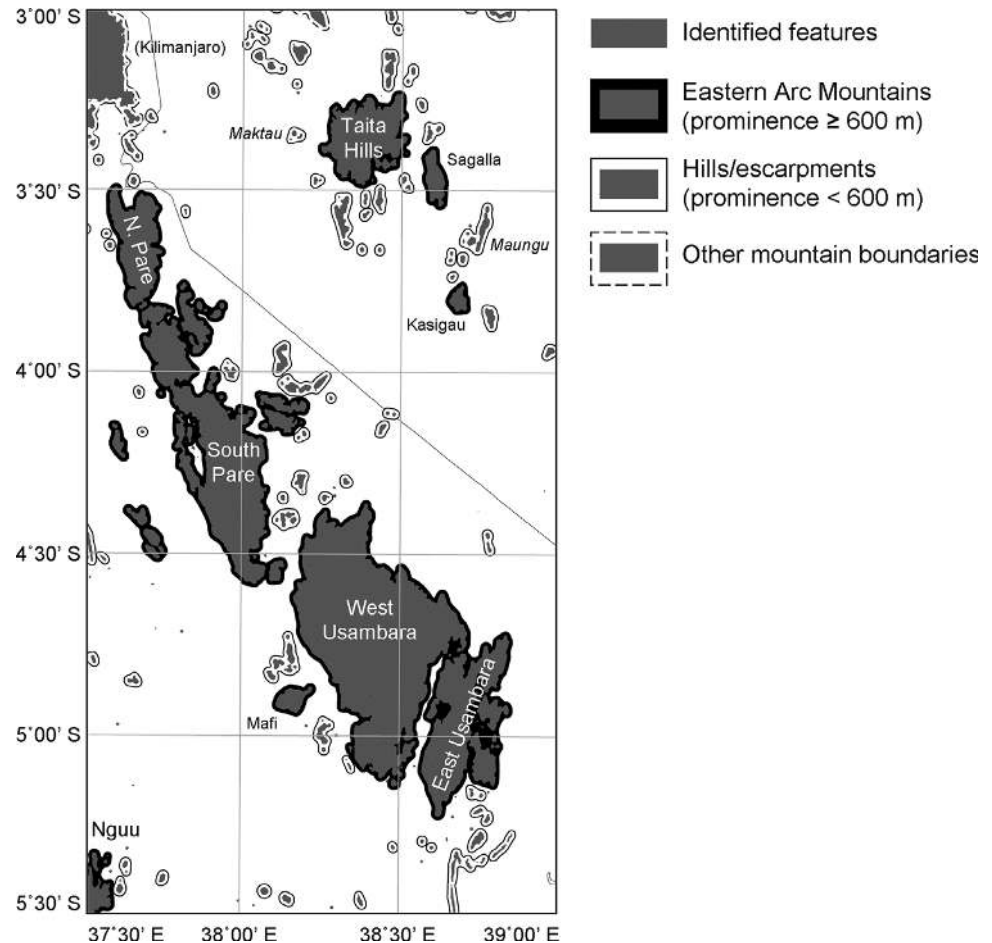 3˚00' S
3˚30' S
4˚00' S
4˚30' S
5˚00' S
5˚30' S
37˚30' E
38˚00' E
38˚30' E
39˚00' E
(Kilimanjaro)
Maktau
Taita
Hills
Sagalla
Maungu
Kasigau
N. Pare
South
Pare
West
Usambara
East Usambara
Mafi
Nguu
Identified features
Eastern Arc Mountains
(prominence ≥ 600 m)
Hills/escarpments
(prominence < 600 m)
Other mountain boundaries